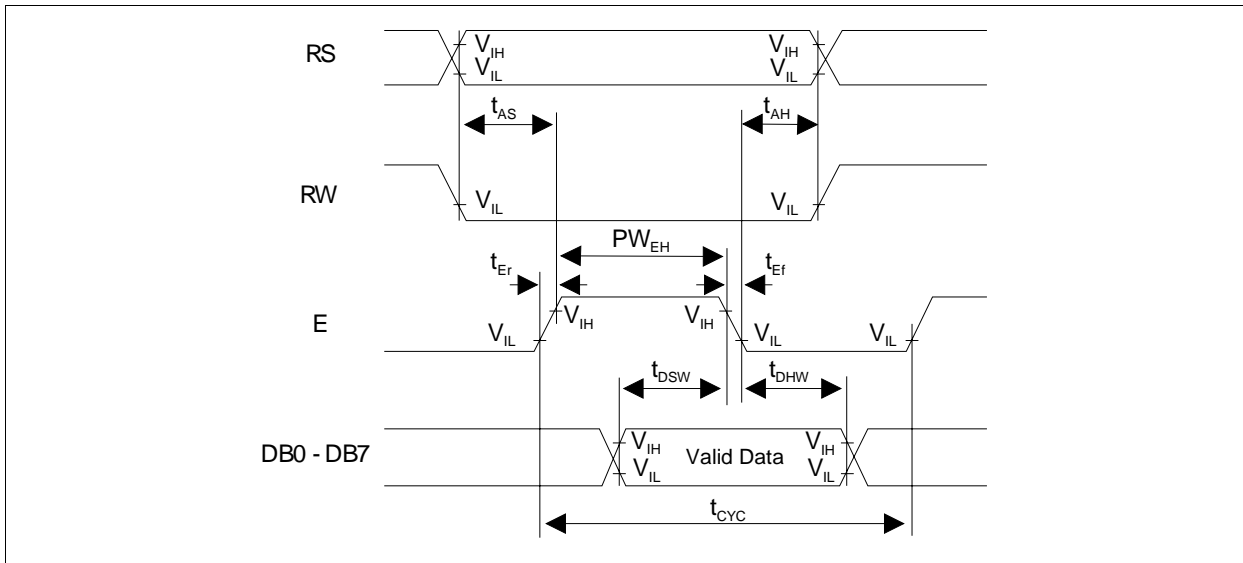 RS
V_IH
V_IH
V_IL
V_IL
t_AS
t_AH
RW
V_IL
V_IL
PW_EH
t_Er
t_Ef
E
V_IL
V_IH
V_IH
V_IL
V_IL
t_DSW
t_DHW
DB0 - DB7
V_IH
Valid Data
V_IH
V_IL
V_IL
t_CYC